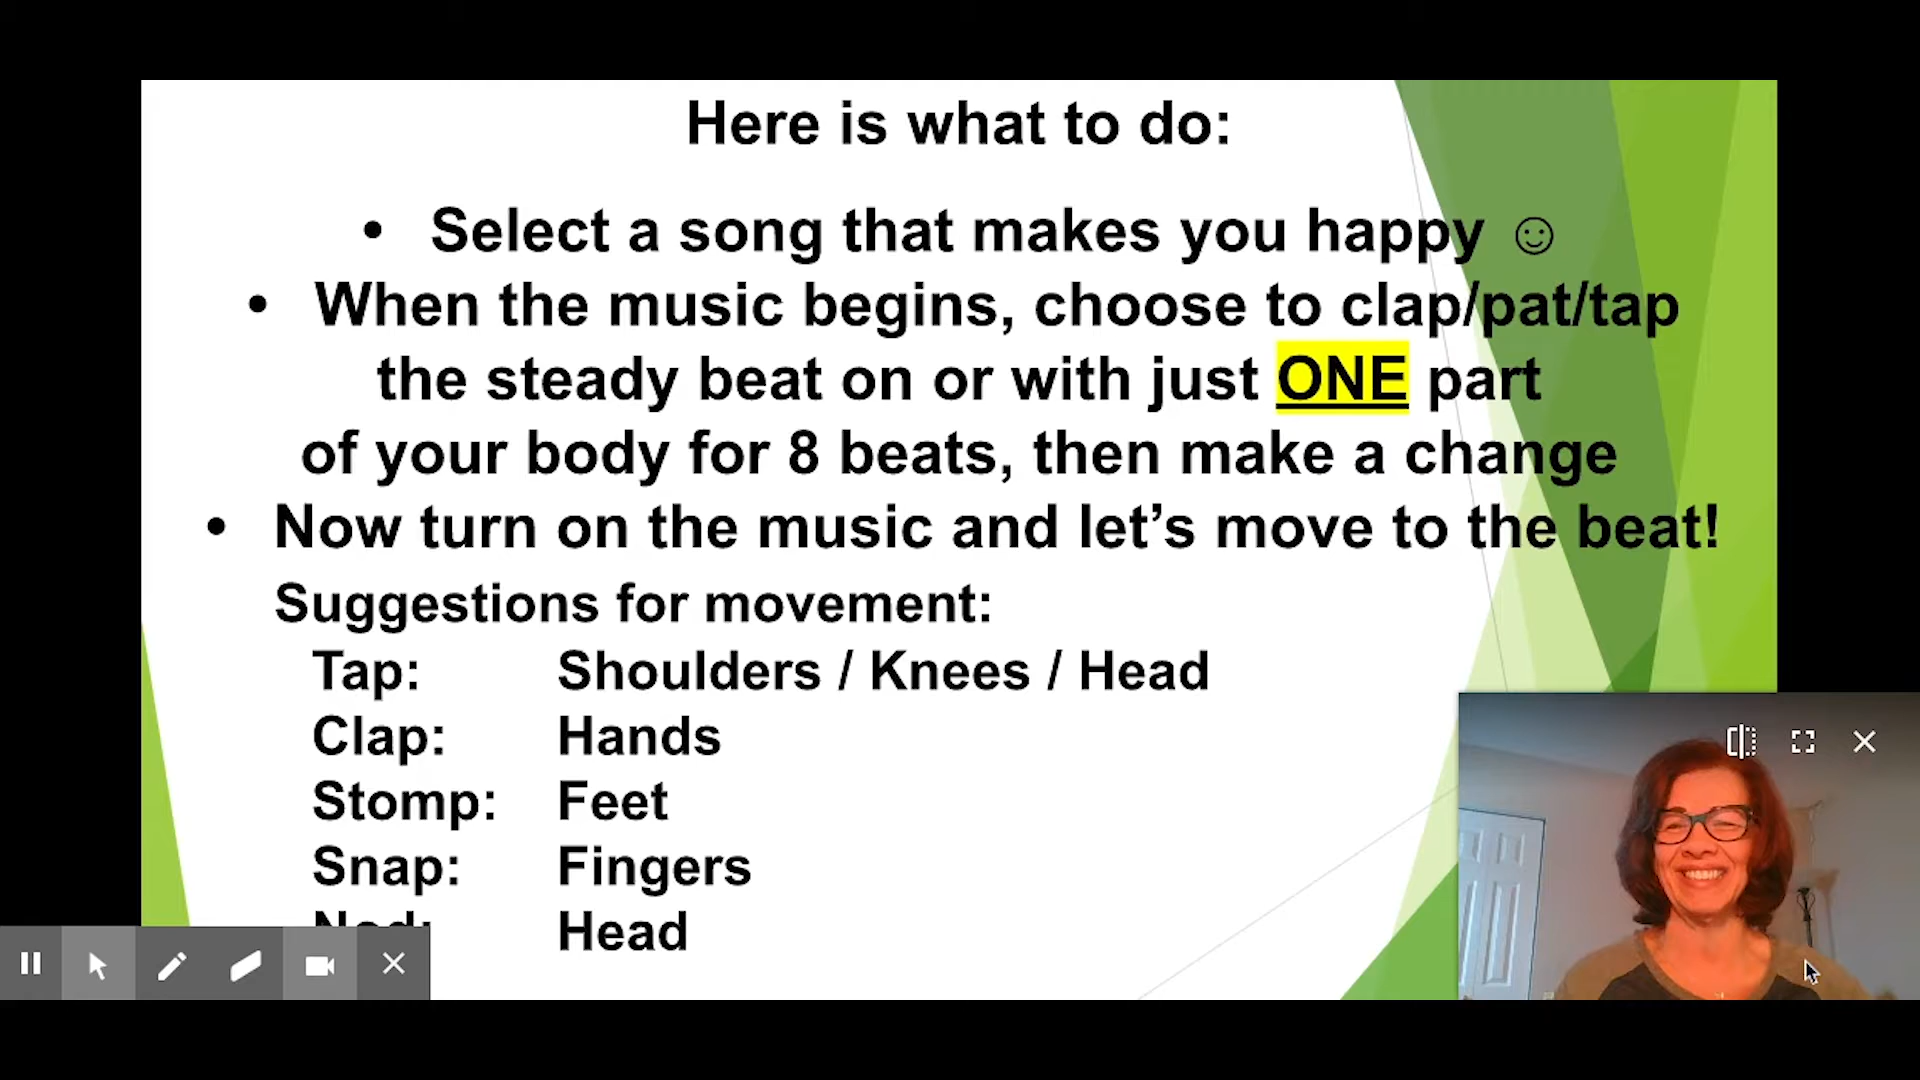 Here is what to do:
• Select a song that makes you happy ☺
• When the music begins, choose to clap/pat/tap
the steady beat on or with just ONE part
of your body for 8 beats, then make a change
• Now turn on the music and let’s move to the beat!
Suggestions for movement:
Tap: Shoulders / Knees / Head
Clap: Hands
Stomp: Feet
Snap: Fingers
Nod: Head